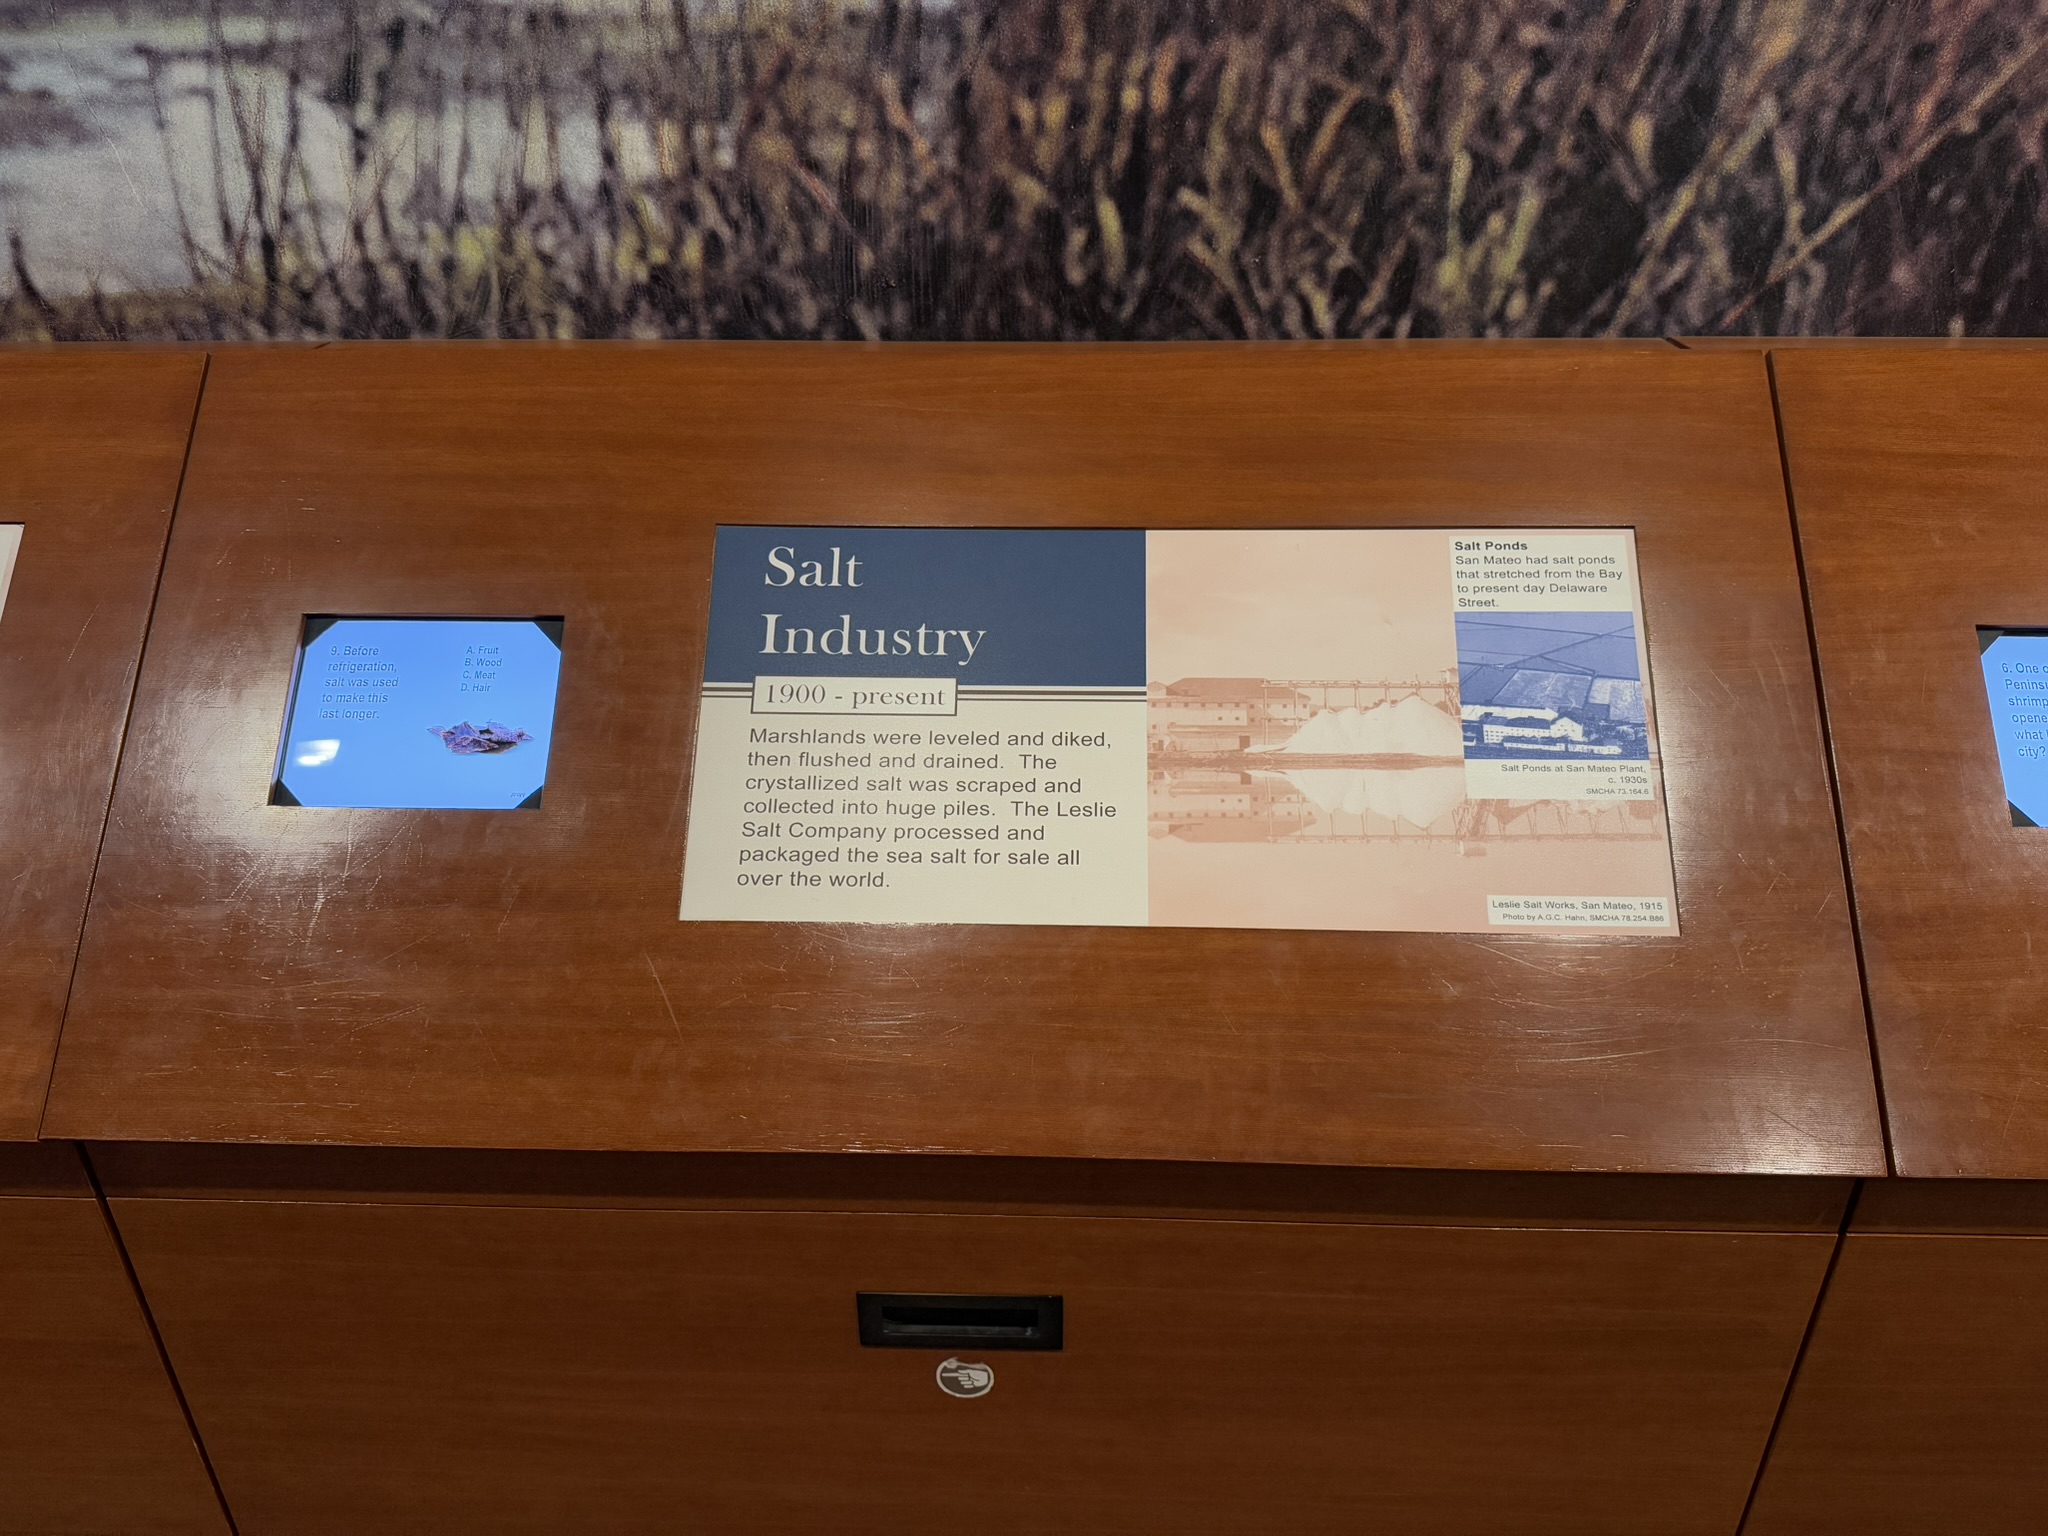 9. Before
refrigeration,
salt was used
to make this
last longer.
A. Fruit
B. Wood
C. Meat
D. Hair
Salt
Industry
1900 - present
Marshlands were leveled and diked,
then flushed and drained. The
crystallized salt was scraped and
collected into huge piles. The Leslie
Salt Company processed and
packaged the sea salt for sale all
over the world.
Salt Ponds
San Mateo had salt ponds
that stretched from the Bay
to present day Delaware
Street.
Salt Ponds at San Mateo Plant,
c. 1930s
SMCHA 73.164.6
Leslie Salt Works, San Mateo, 1915
Photo by A.G.C. Hahn, SMCHA 78.254.B86
6. One
Penins
shrimp
opene
what
city?